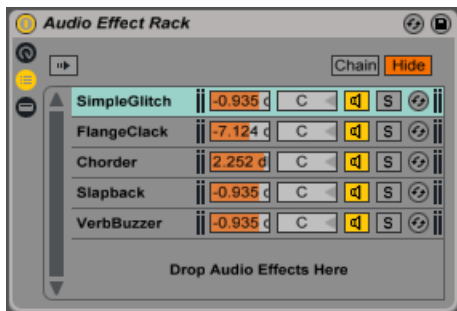 Audio Effect Rack
Chain Hide
SimpleGlitch -0.935 d C S
FlangeClack -7.124 d C S
Chorder 2.252 d C S
Slapback -0.935 d C S
VerbBuzzer -0.935 d C S
Drop Audio Effects Here